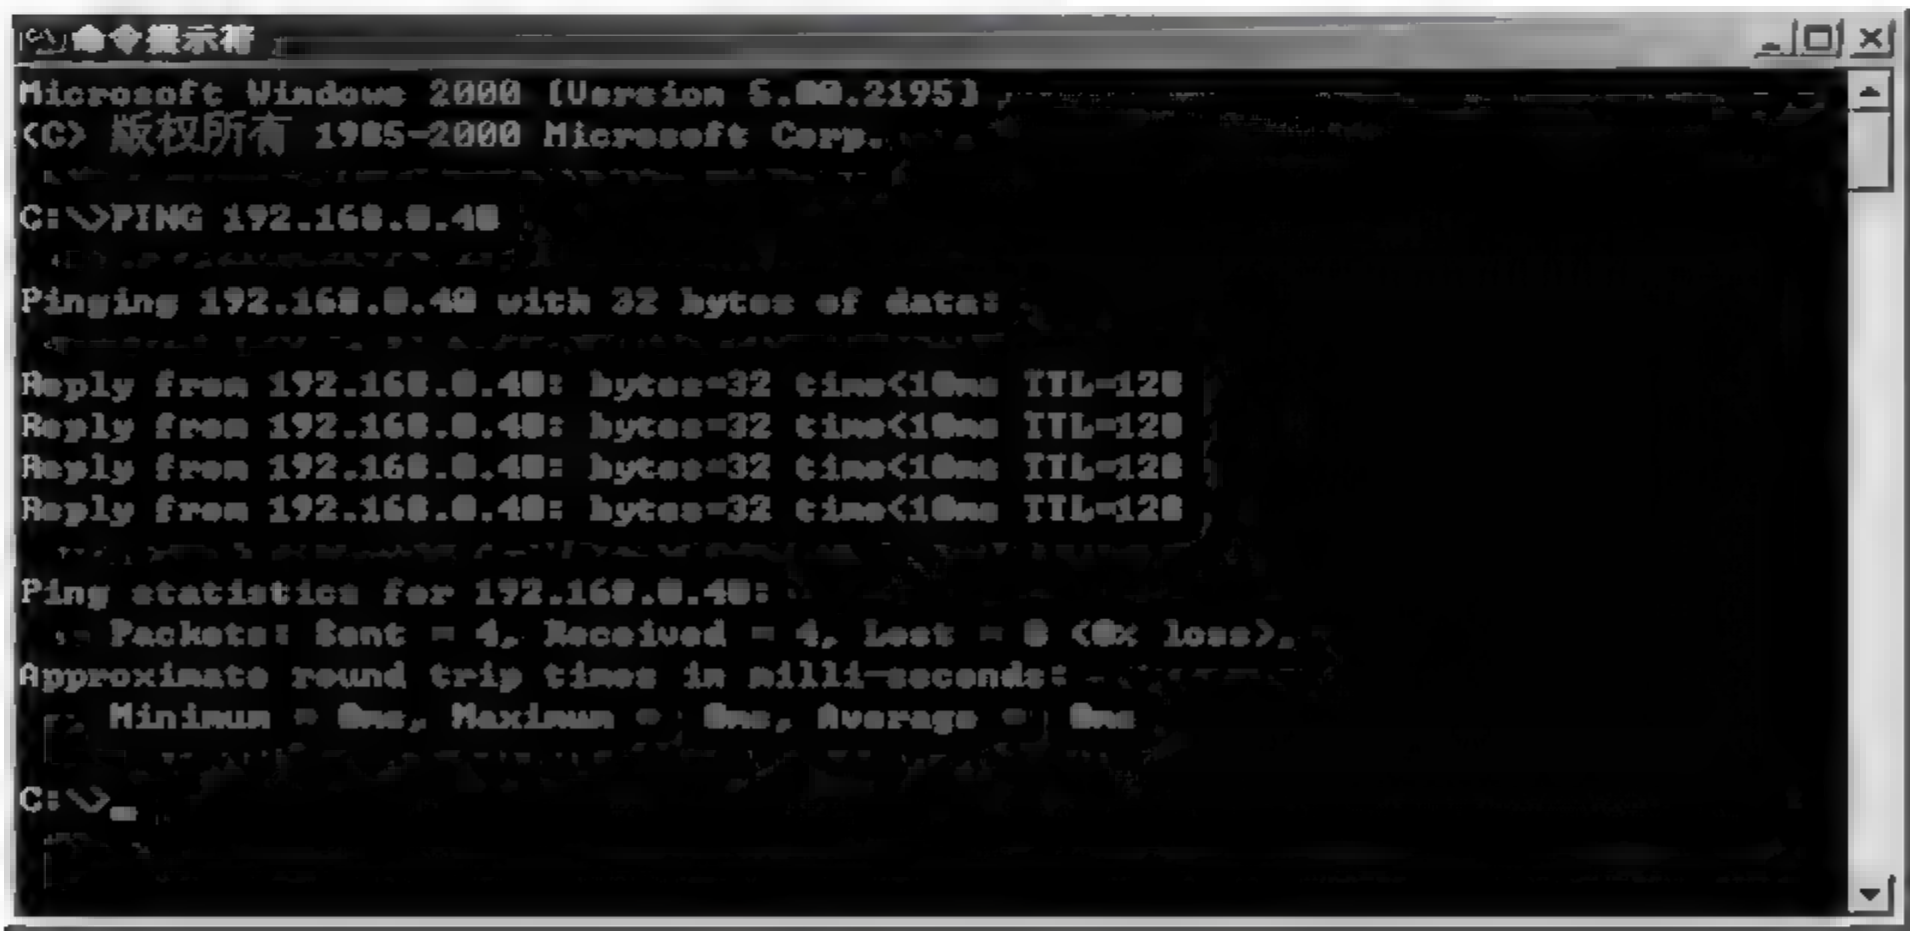 命令提示符
Microsoft Windows 2000 [Version 5.00.2195]
<C> 版权所有 1985-2000 Microsoft Corp.
C:\>PING 192.168.0.40
Pinging 192.168.0.40 with 32 bytes of data:
Reply from 192.168.0.40: bytes=32 time<10ms TTL=128
Reply from 192.168.0.40: bytes=32 time<10ms TTL=128
Reply from 192.168.0.40: bytes=32 time<10ms TTL=128
Reply from 192.168.0.40: bytes=32 time<10ms TTL=128
Ping statistics for 192.168.0.40:
Packets: Sent = 4, Received = 4, Lost = 0 <0% loss>,
Approximate round trip times in milli-seconds:
Minimum = 0ms, Maximum = 0ms, Average = 0ms
C:\>_